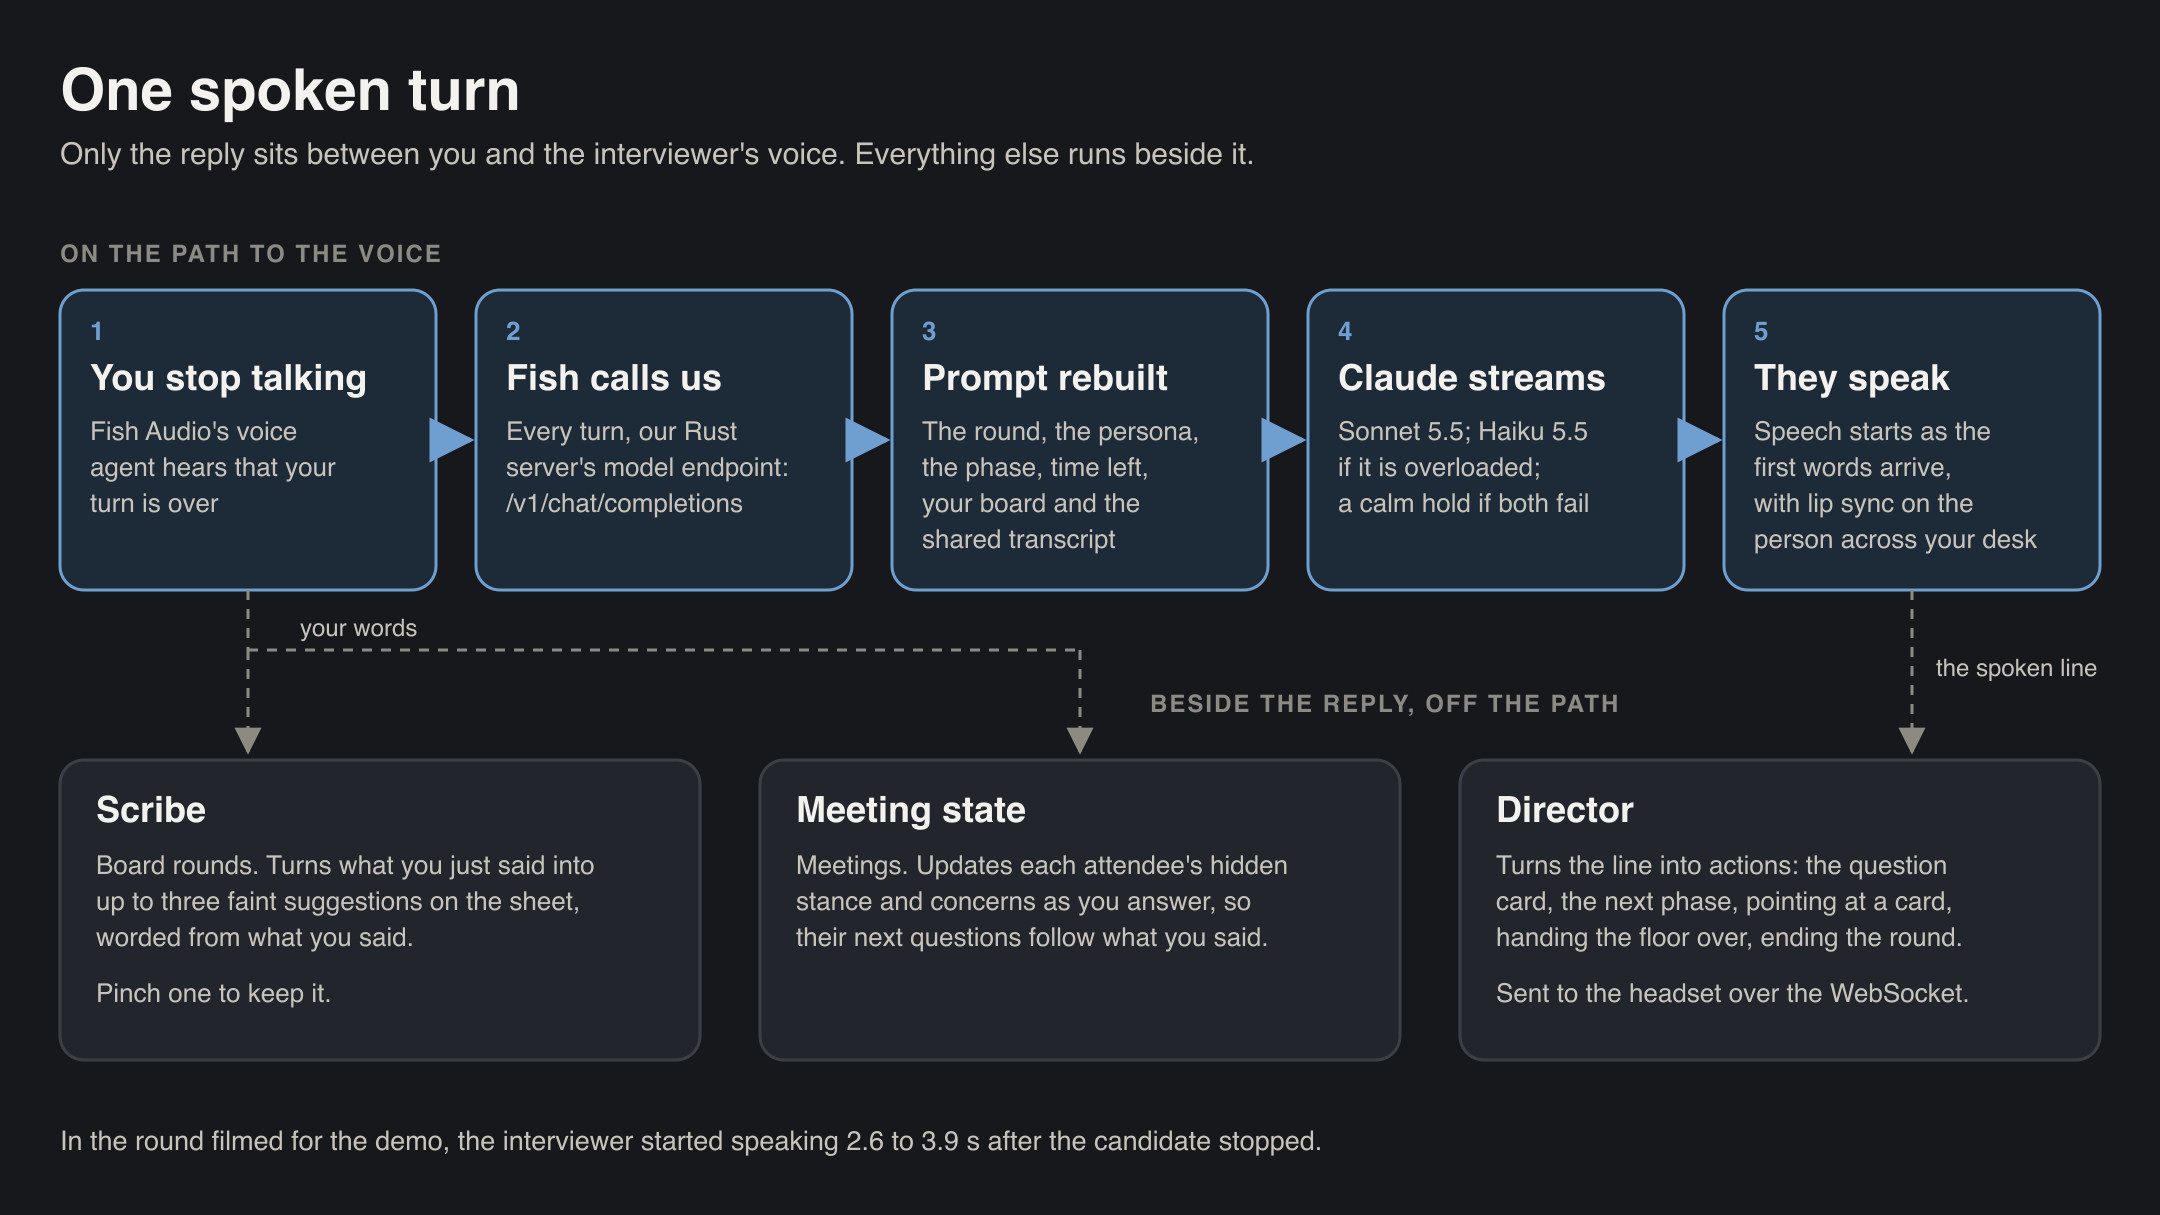 One spoken turn
Only the reply sits between you and the interviewer's voice. Everything else runs beside it.
ON THE PATH TO THE VOICE
1
You stop talking
Fish Audio's voice
agent hears that your
turn is over
2
Fish calls us
Every turn, our Rust
server's model endpoint:
/v1/chat/completions
3
Prompt rebuilt
The round, the persona,
the phase, time left,
your board and the
shared transcript
4
Claude streams
Sonnet 5.5; Haiku 5.5
if it is overloaded;
a calm hold if both fail
5
They speak
Speech starts as the
first words arrive,
with lip sync on the
person across your desk
your words
the spoken line
BESIDE THE REPLY, OFF THE PATH
Scribe
Board rounds. Turns what you just said into
up to three faint suggestions on the sheet,
worded from what you said.
Pinch one to keep it.
Meeting state
Meetings. Updates each attendee's hidden
stance and concerns as you answer, so
their next questions follow what you said.
Director
Turns the line into actions: the question
card, the next phase, pointing at a card,
handing the floor over, ending the round.
Sent to the headset over the WebSocket.
In the round filmed for the demo, the interviewer started speaking 2.6 to 3.9 s after the candidate stopped.